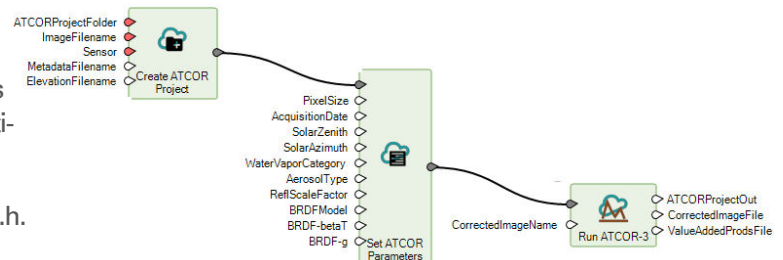 ATCORProjectFolder
ImageFilename
Sensor
MetadataFilename
ElevationFilename
Create ATCOR
Project
s
i-
.h.
PixelSize
AcquisitionDate
SolarZenith
SolarAzimuth
WaterVaporCategory
AerosolType
ReflScaleFactor
BRDFModel
BRDF-betaT
BRDF-g
Set ATCOR
Parameters
CorrectedImageName
Run ATCOR-3
ATCORProjectOut
CorrectedImageFile
ValueAddedProdsFile